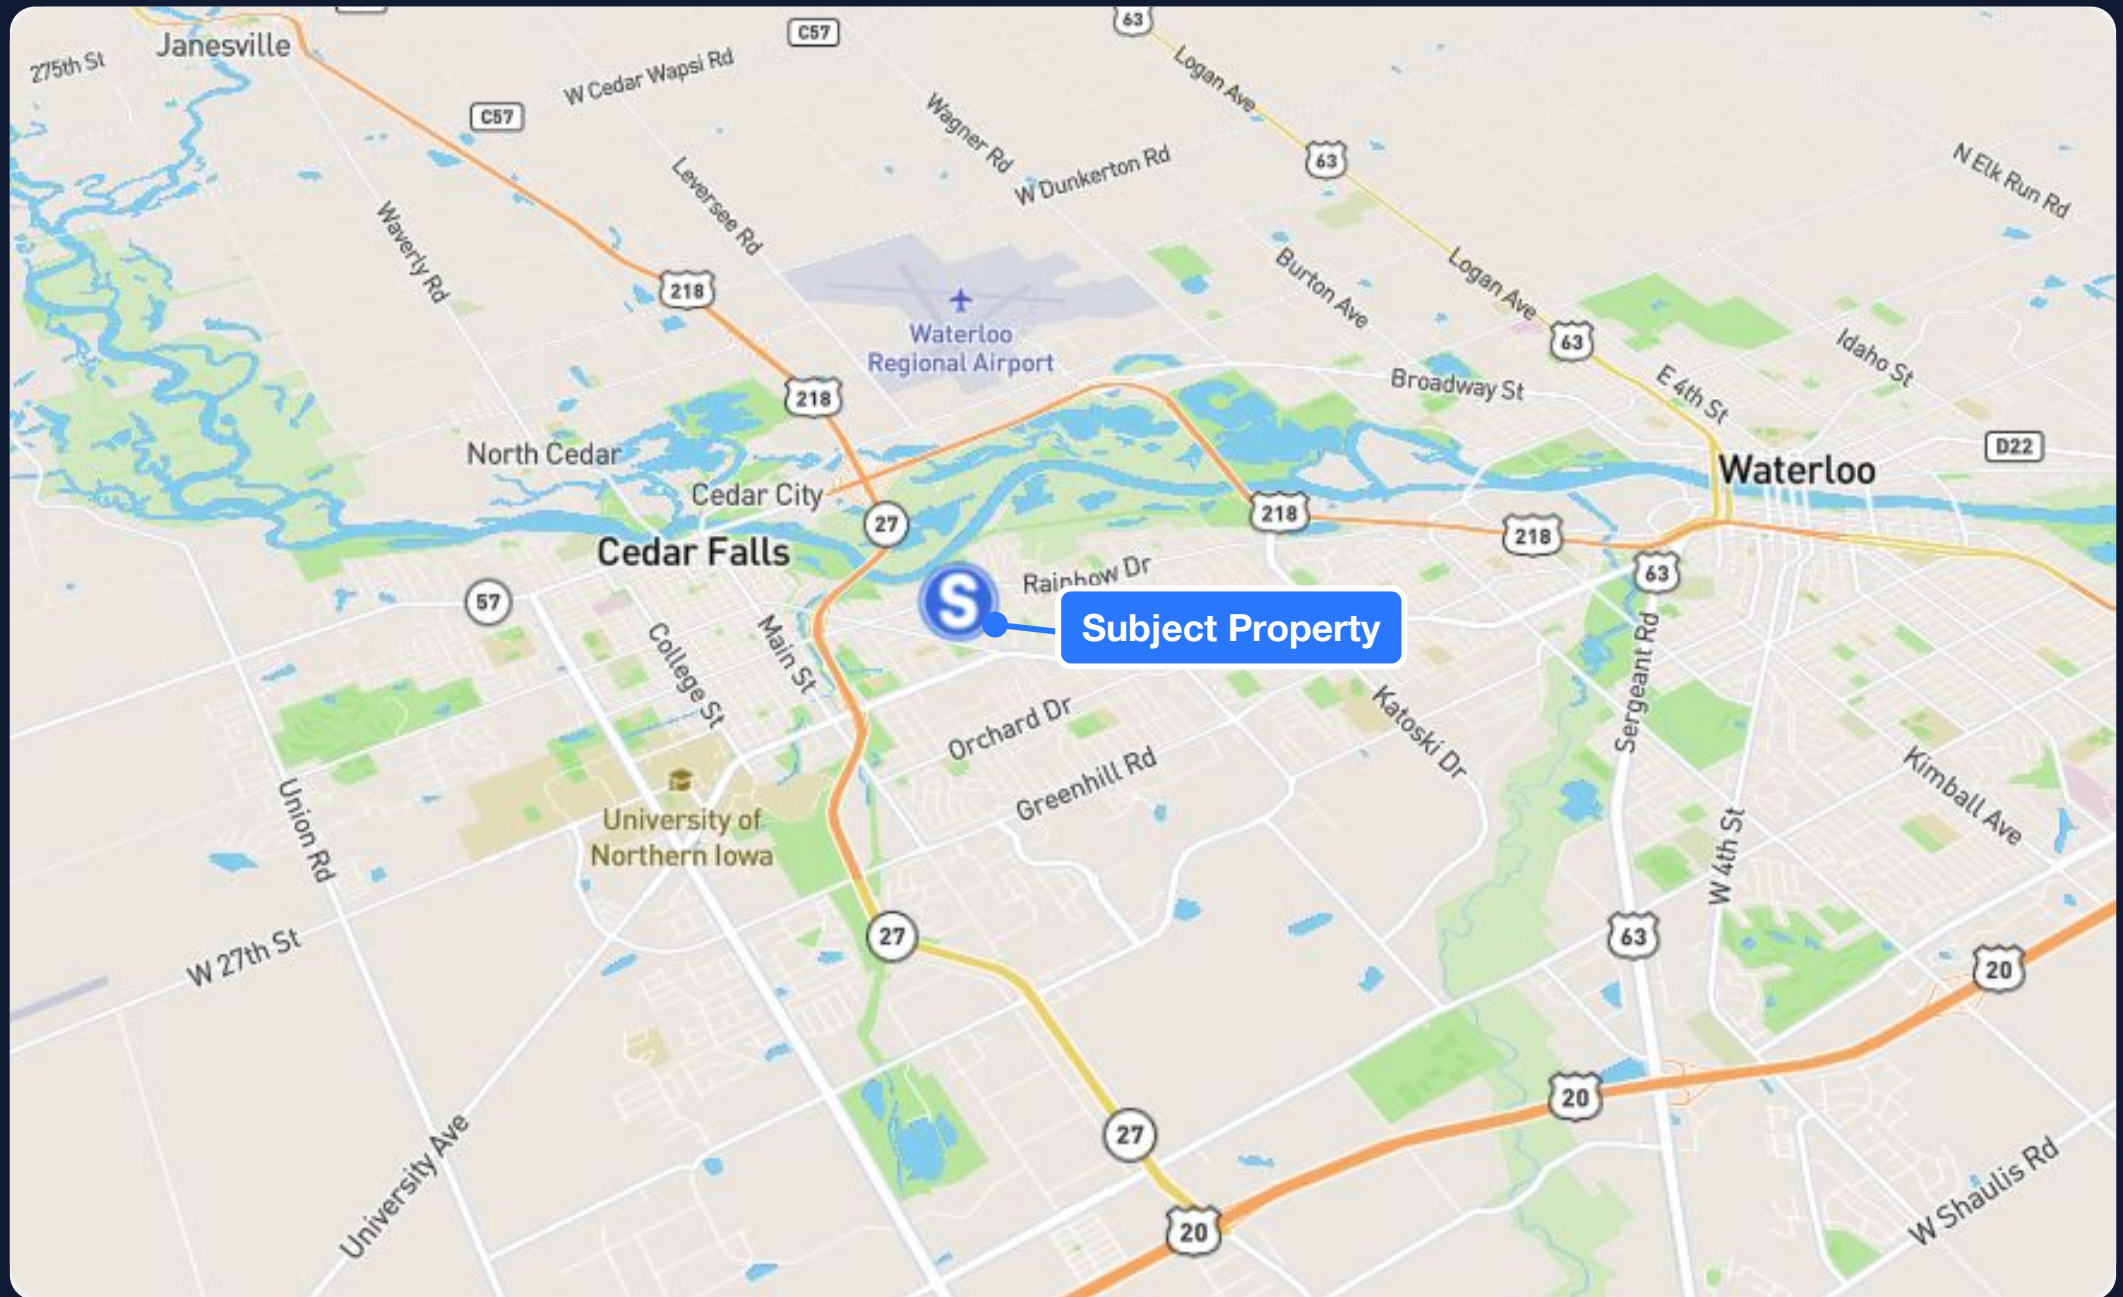 63
C57
Janesville
275th St
W Cedar Wapsi Rd
Logan Ave
C57
Wagner Rd
63
W Dunkerton Rd
N Elk Run Rd
Leversee Rd
Waverly Rd
218
Waterloo
Regional Airport
Burton Ave
Logan Ave
63
Idaho St
218
Broadway St
E 4th St
North Cedar
D22
Waterloo
Cedar City
27
218
218
Cedar Falls
Rainbow Dr
63
57
S
Subject Property
College St
Main St
Sergeant Rd
Orchard Dr
Katoski Dr
Greenhill Rd
Kimball Ave
University of
Northern Iowa
Union Rd
W 4th St
27
63
W 27th St
20
20
27
University Ave
20
W Shaulis Rd